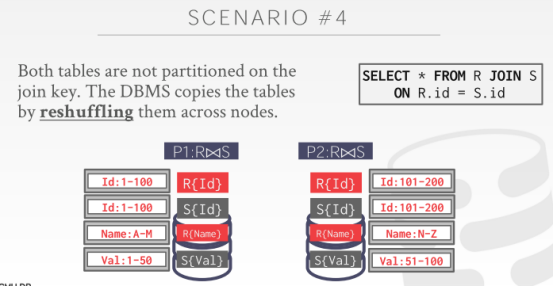 SCENARIO #4
Both tables are not partitioned on the
join key. The DBMS copies the tables
by reshuffling them across nodes.
SELECT * FROM R JOIN S
ON R.id = S.id
P1:R⋈S
P2:R⋈S
Id:1-100 R{Id}
R{Id} Id:101-200
Id:1-100 S{Id}
S{Id} Id:101-200
Name:A-M R{Name}
R{Name} Name:N-Z
Val:1-50 S{Val}
S{Val} Val:51-100